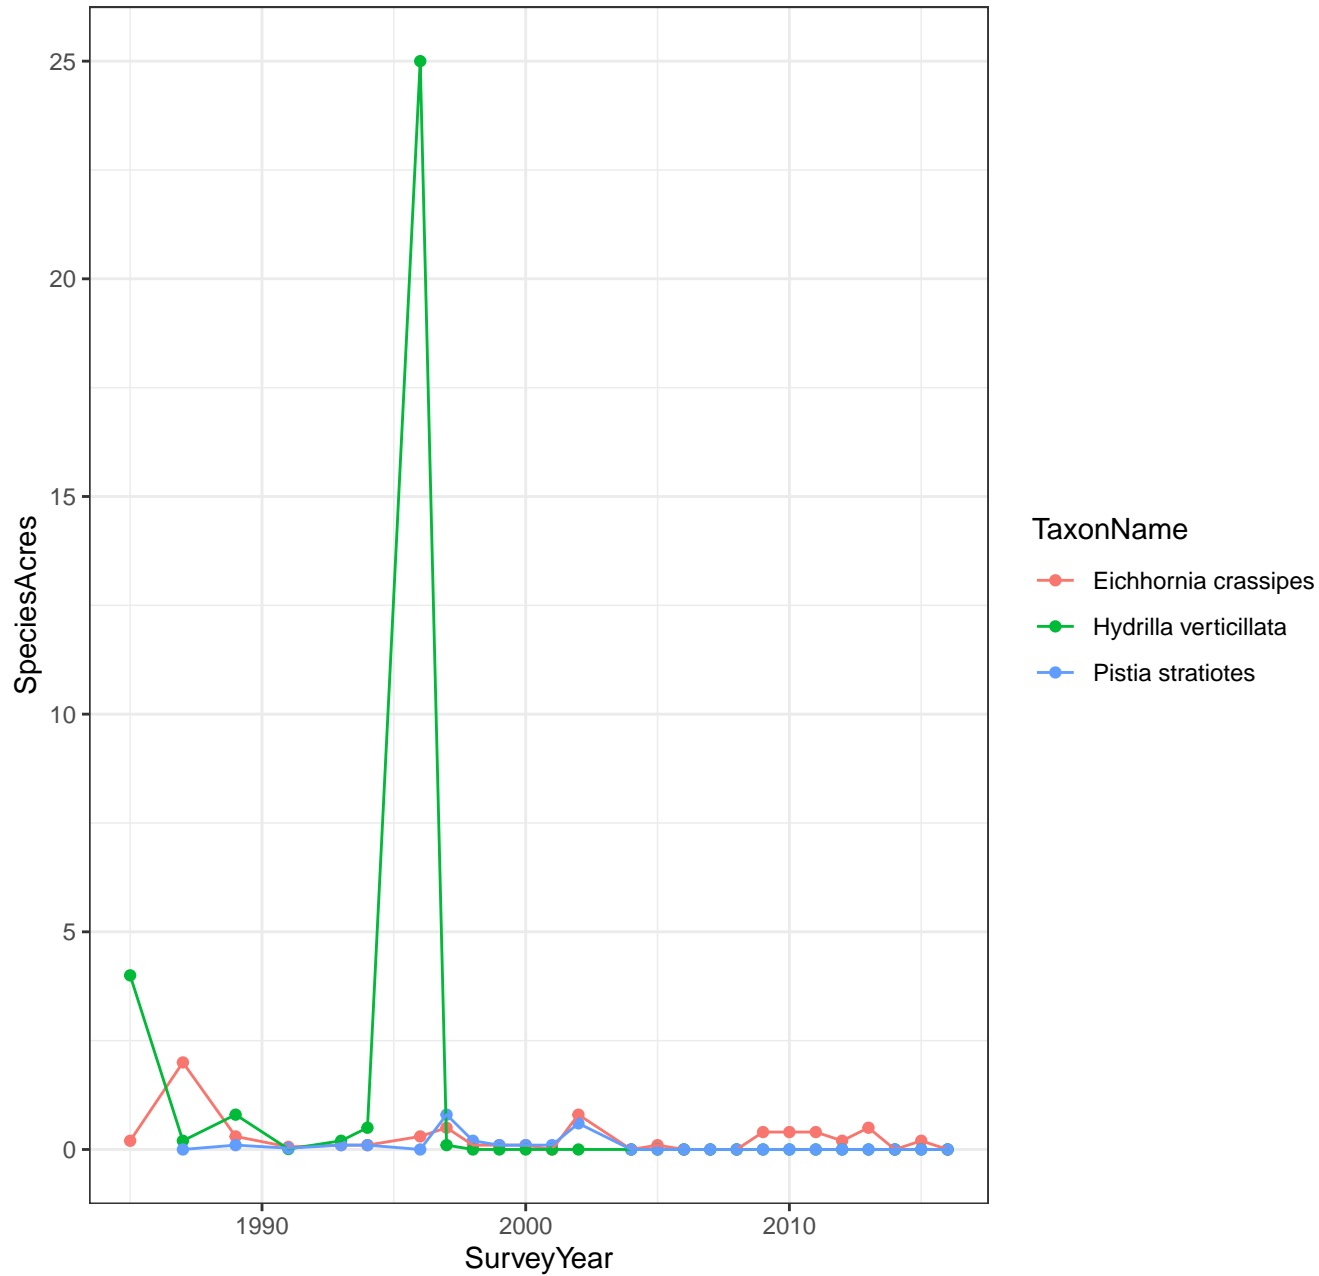 SpeciesAcres
25
20
15
10
5
0
1990 2000 2010
SurveyYear
TaxonName
Eichhornia crassipes
Hydrilla verticillata
Pistia stratiotes